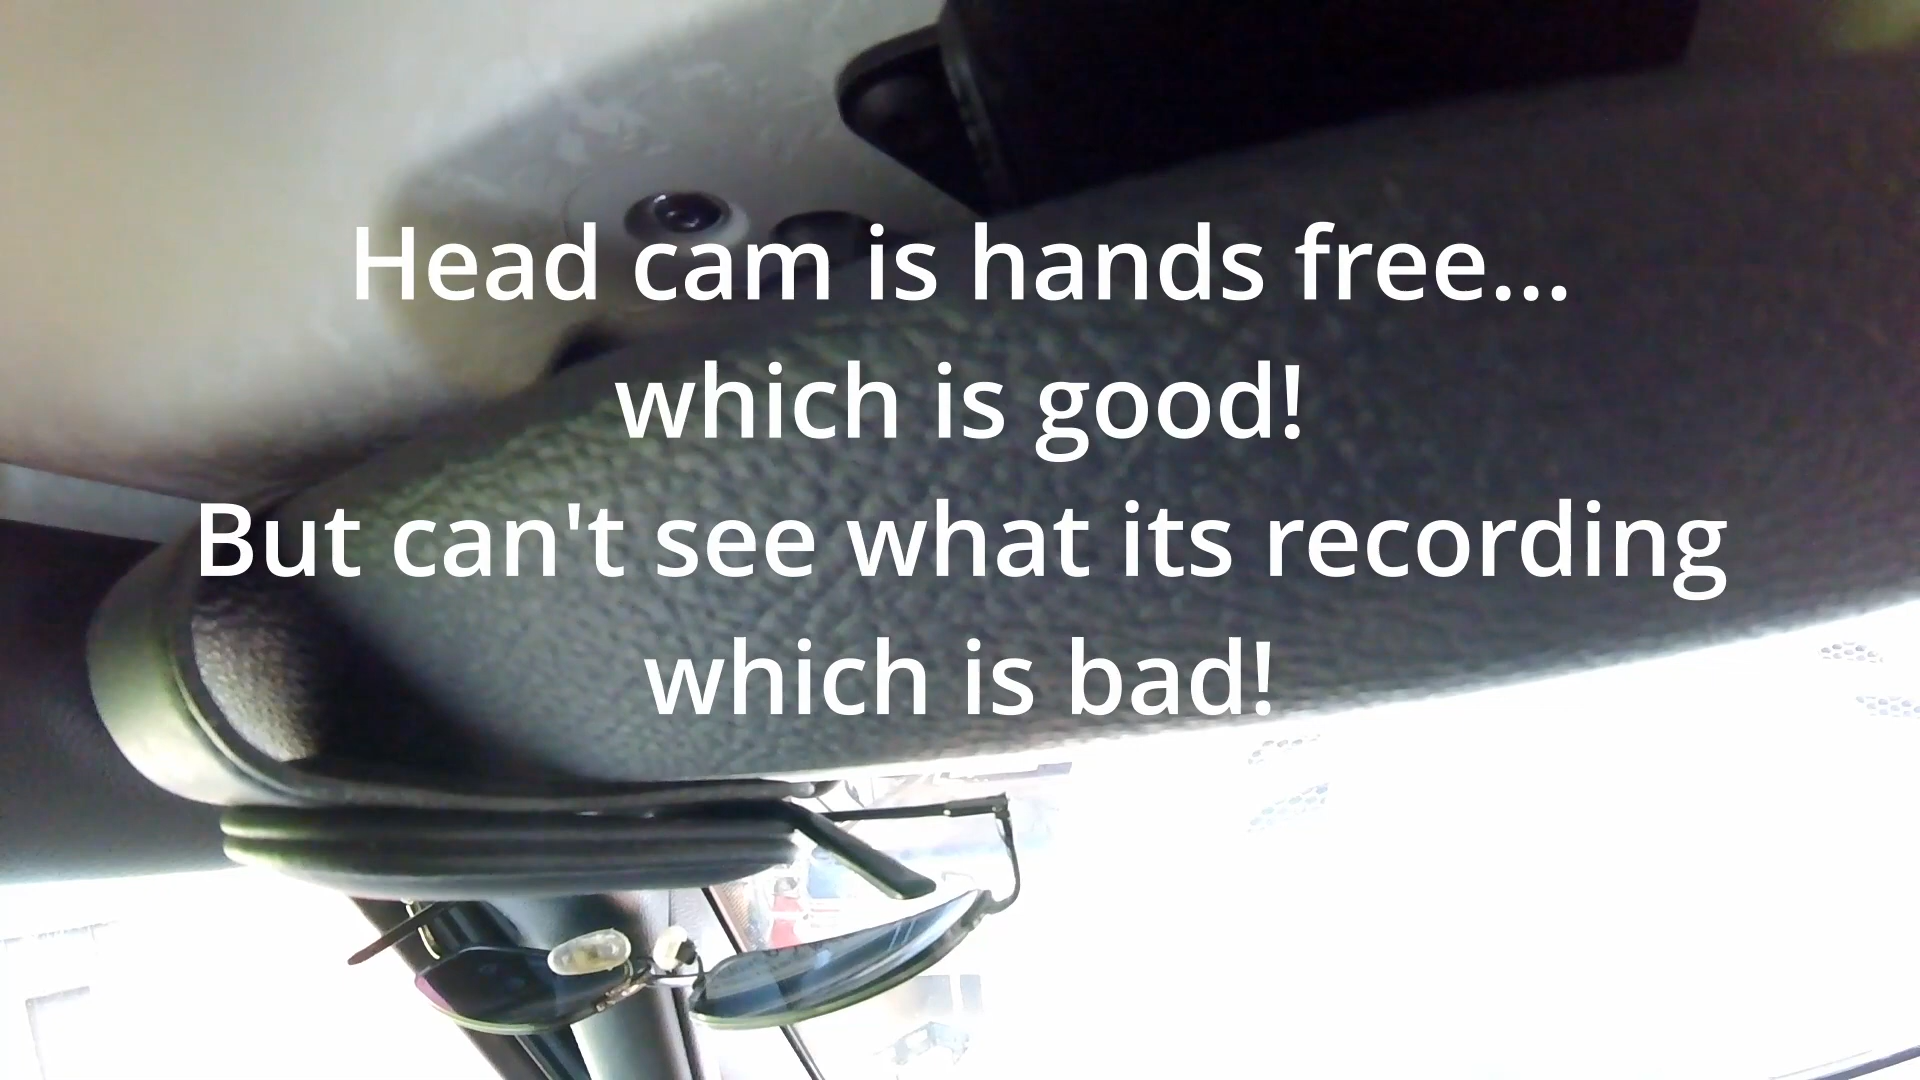 Head cam is hands free...
which is good!
But can't see what its recording
which is bad!